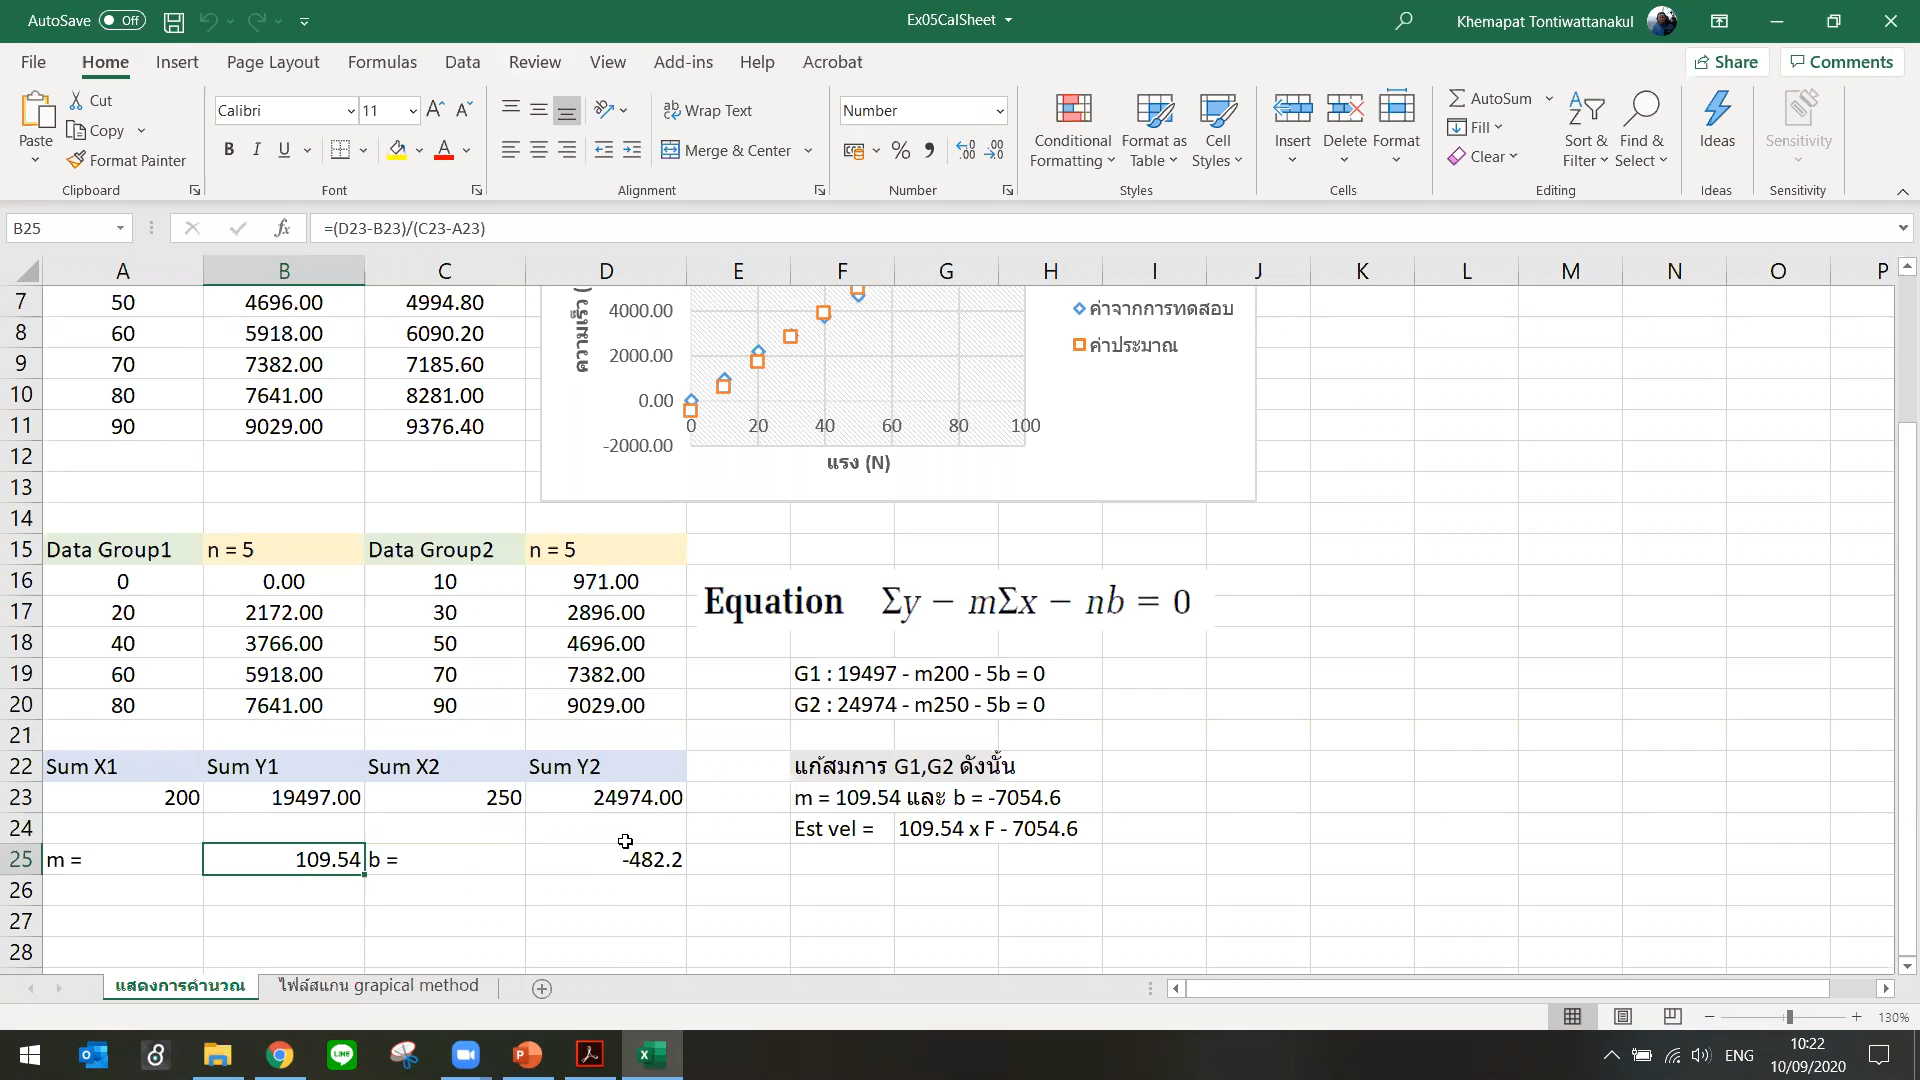 AutoSave Off
Ex05CalSheet
Khemapat Tontiwattanakul
File Home Insert Page Layout Formulas Data Review View Add-ins Help Acrobat
Share Comments
Paste
Cut
Copy
Format Painter
Clipboard
Calibri 11
B I U
Font
Wrap Text
Merge & Center
Alignment
Number
Number
Conditional Formatting
Format as Table
Cell Styles
Styles
Insert Delete Format
Cells
AutoSum
Fill
Clear
Sort & Filter
Find & Select
Editing
Ideas
Ideas
Sensitivity
Sensitivity
B25 fx =(D23-B23)/(C23-A23)
A B C D E F G H I J K L M N O P
7 50 4696.00 4994.80
8 60 5918.00 6090.20
9 70 7382.00 7185.60
10 80 7641.00 8281.00
11 90 9029.00 9376.40
12
13
14
ความเร็ว (
4000.00
2000.00
0.00
-2000.00
0 20 40 60 80 100
แรง (N)
ค่าจากการทดสอบ
ค่าประมาณ
15 Data Group1 n = 5 Data Group2 n = 5
16 0 0.00 10 971.00
17 20 2172.00 30 2896.00
18 40 3766.00 50 4696.00
19 60 5918.00 70 7382.00
20 80 7641.00 90 9029.00
Equation Σy − mΣx − nb = 0
G1 : 19497 - m200 - 5b = 0
G2 : 24974 - m250 - 5b = 0
21
22 Sum X1 Sum Y1 Sum X2 Sum Y2 แก้สมการ G1,G2 ดังนั้น
23 200 19497.00 250 24974.00 m = 109.54 และ b = -7054.6
24 Est vel = 109.54 x F - 7054.6
25 m = 109.54 b = -482.2
26
27
28
แสดงการคำนวณ ไฟล์สแกน grapical method
130%
LINE
ENG
10:22
10/09/2020